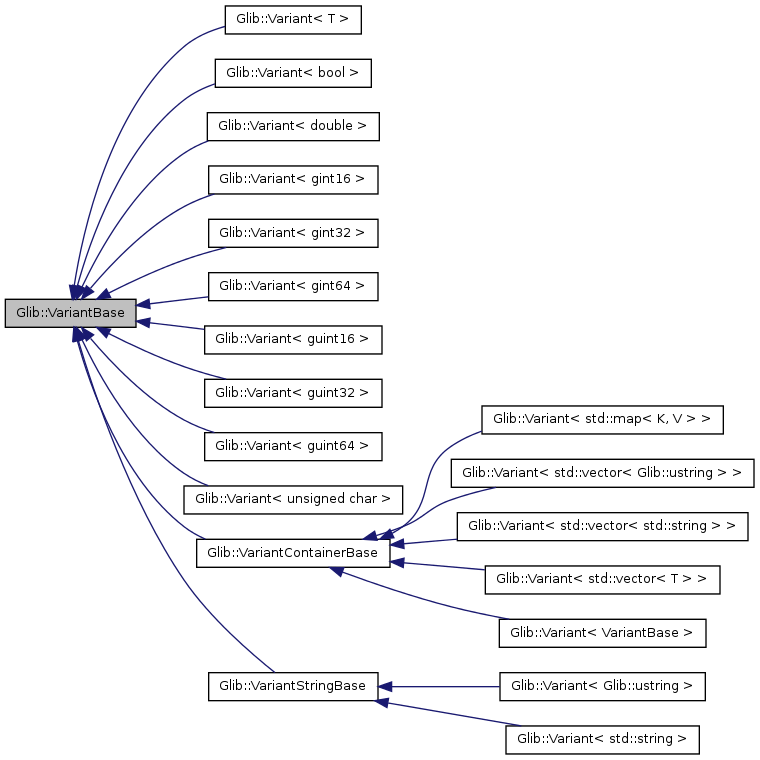 Glib::Variant< T >
Glib::Variant< bool >
Glib::Variant< double >
Glib::Variant< gint16 >
Glib::Variant< gint32 >
Glib::Variant< gint64 >
Glib::VariantBase
Glib::Variant< guint16 >
Glib::Variant< guint32 >
Glib::Variant< std::map< K, V > >
Glib::Variant< guint64 >
Glib::Variant< std::vector< Glib::ustring > >
Glib::Variant< unsigned char >
Glib::Variant< std::vector< std::string > >
Glib::VariantContainerBase
Glib::Variant< std::vector< T > >
Glib::Variant< VariantBase >
Glib::VariantStringBase
Glib::Variant< Glib::ustring >
Glib::Variant< std::string >